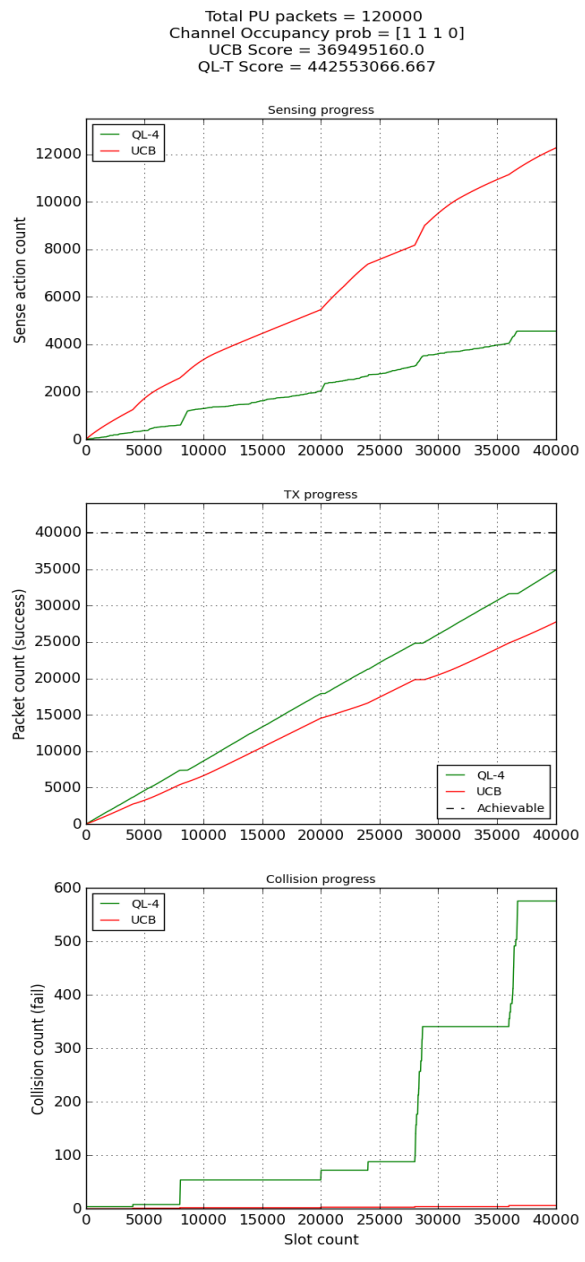 Total PU packets = 120000
Channel Occupancy prob = [1 1 1 0]
UCB Score = 369495160.0
QL-T Score = 442553066.667
Sensing progress
QL-4
UCB
12000
10000
8000
6000
4000
2000
0
Sense action count
0 5000 10000 15000 20000 25000 30000 35000 40000
TX progress
40000
35000
30000
25000
20000
15000
10000
5000
0
Packet count (success)
QL-4
UCB
Achievable
0 5000 10000 15000 20000 25000 30000 35000 40000
Collision progress
QL-4
UCB
600
500
400
300
200
100
0
Collision count (fail)
0 5000 10000 15000 20000 25000 30000 35000 40000
Slot count